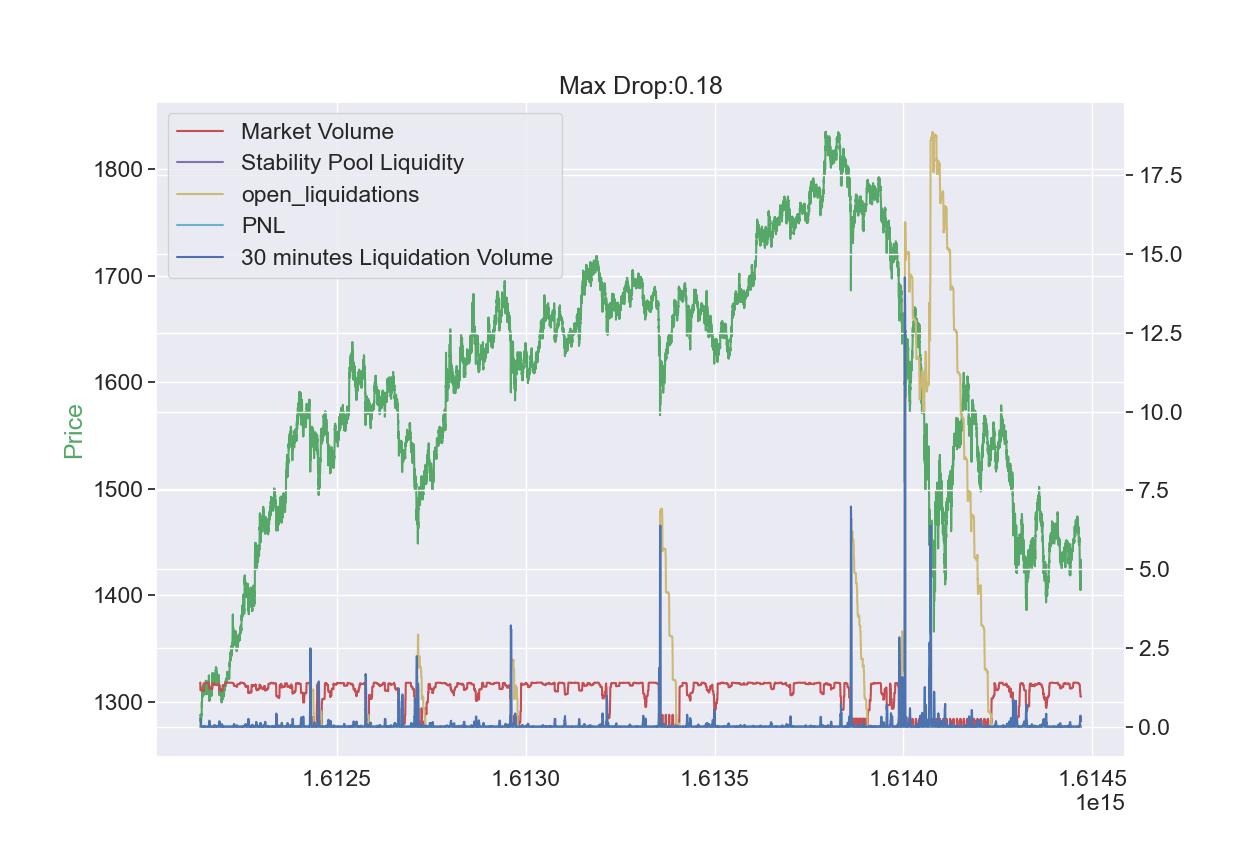 Max Drop:0.18
Market Volume
Stability Pool Liquidity
open_liquidations
PNL
30 minutes Liquidation Volume
Price
1800
1700
1600
1500
1400
1300
17.5
15.0
12.5
10.0
7.5
5.0
2.5
0.0
1.6125 1.6130 1.6135 1.6140 1.6145
1e15